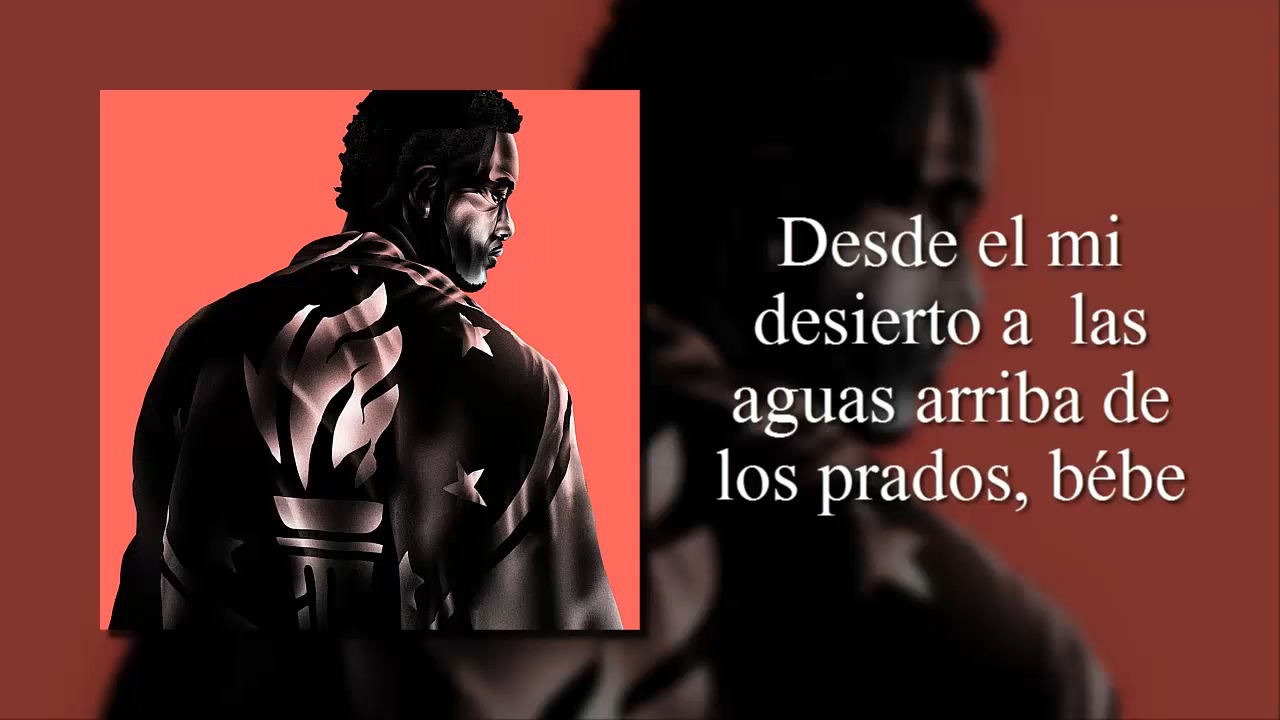 Desde el mi
desierto a  las
aguas arriba de
los prados, bébe